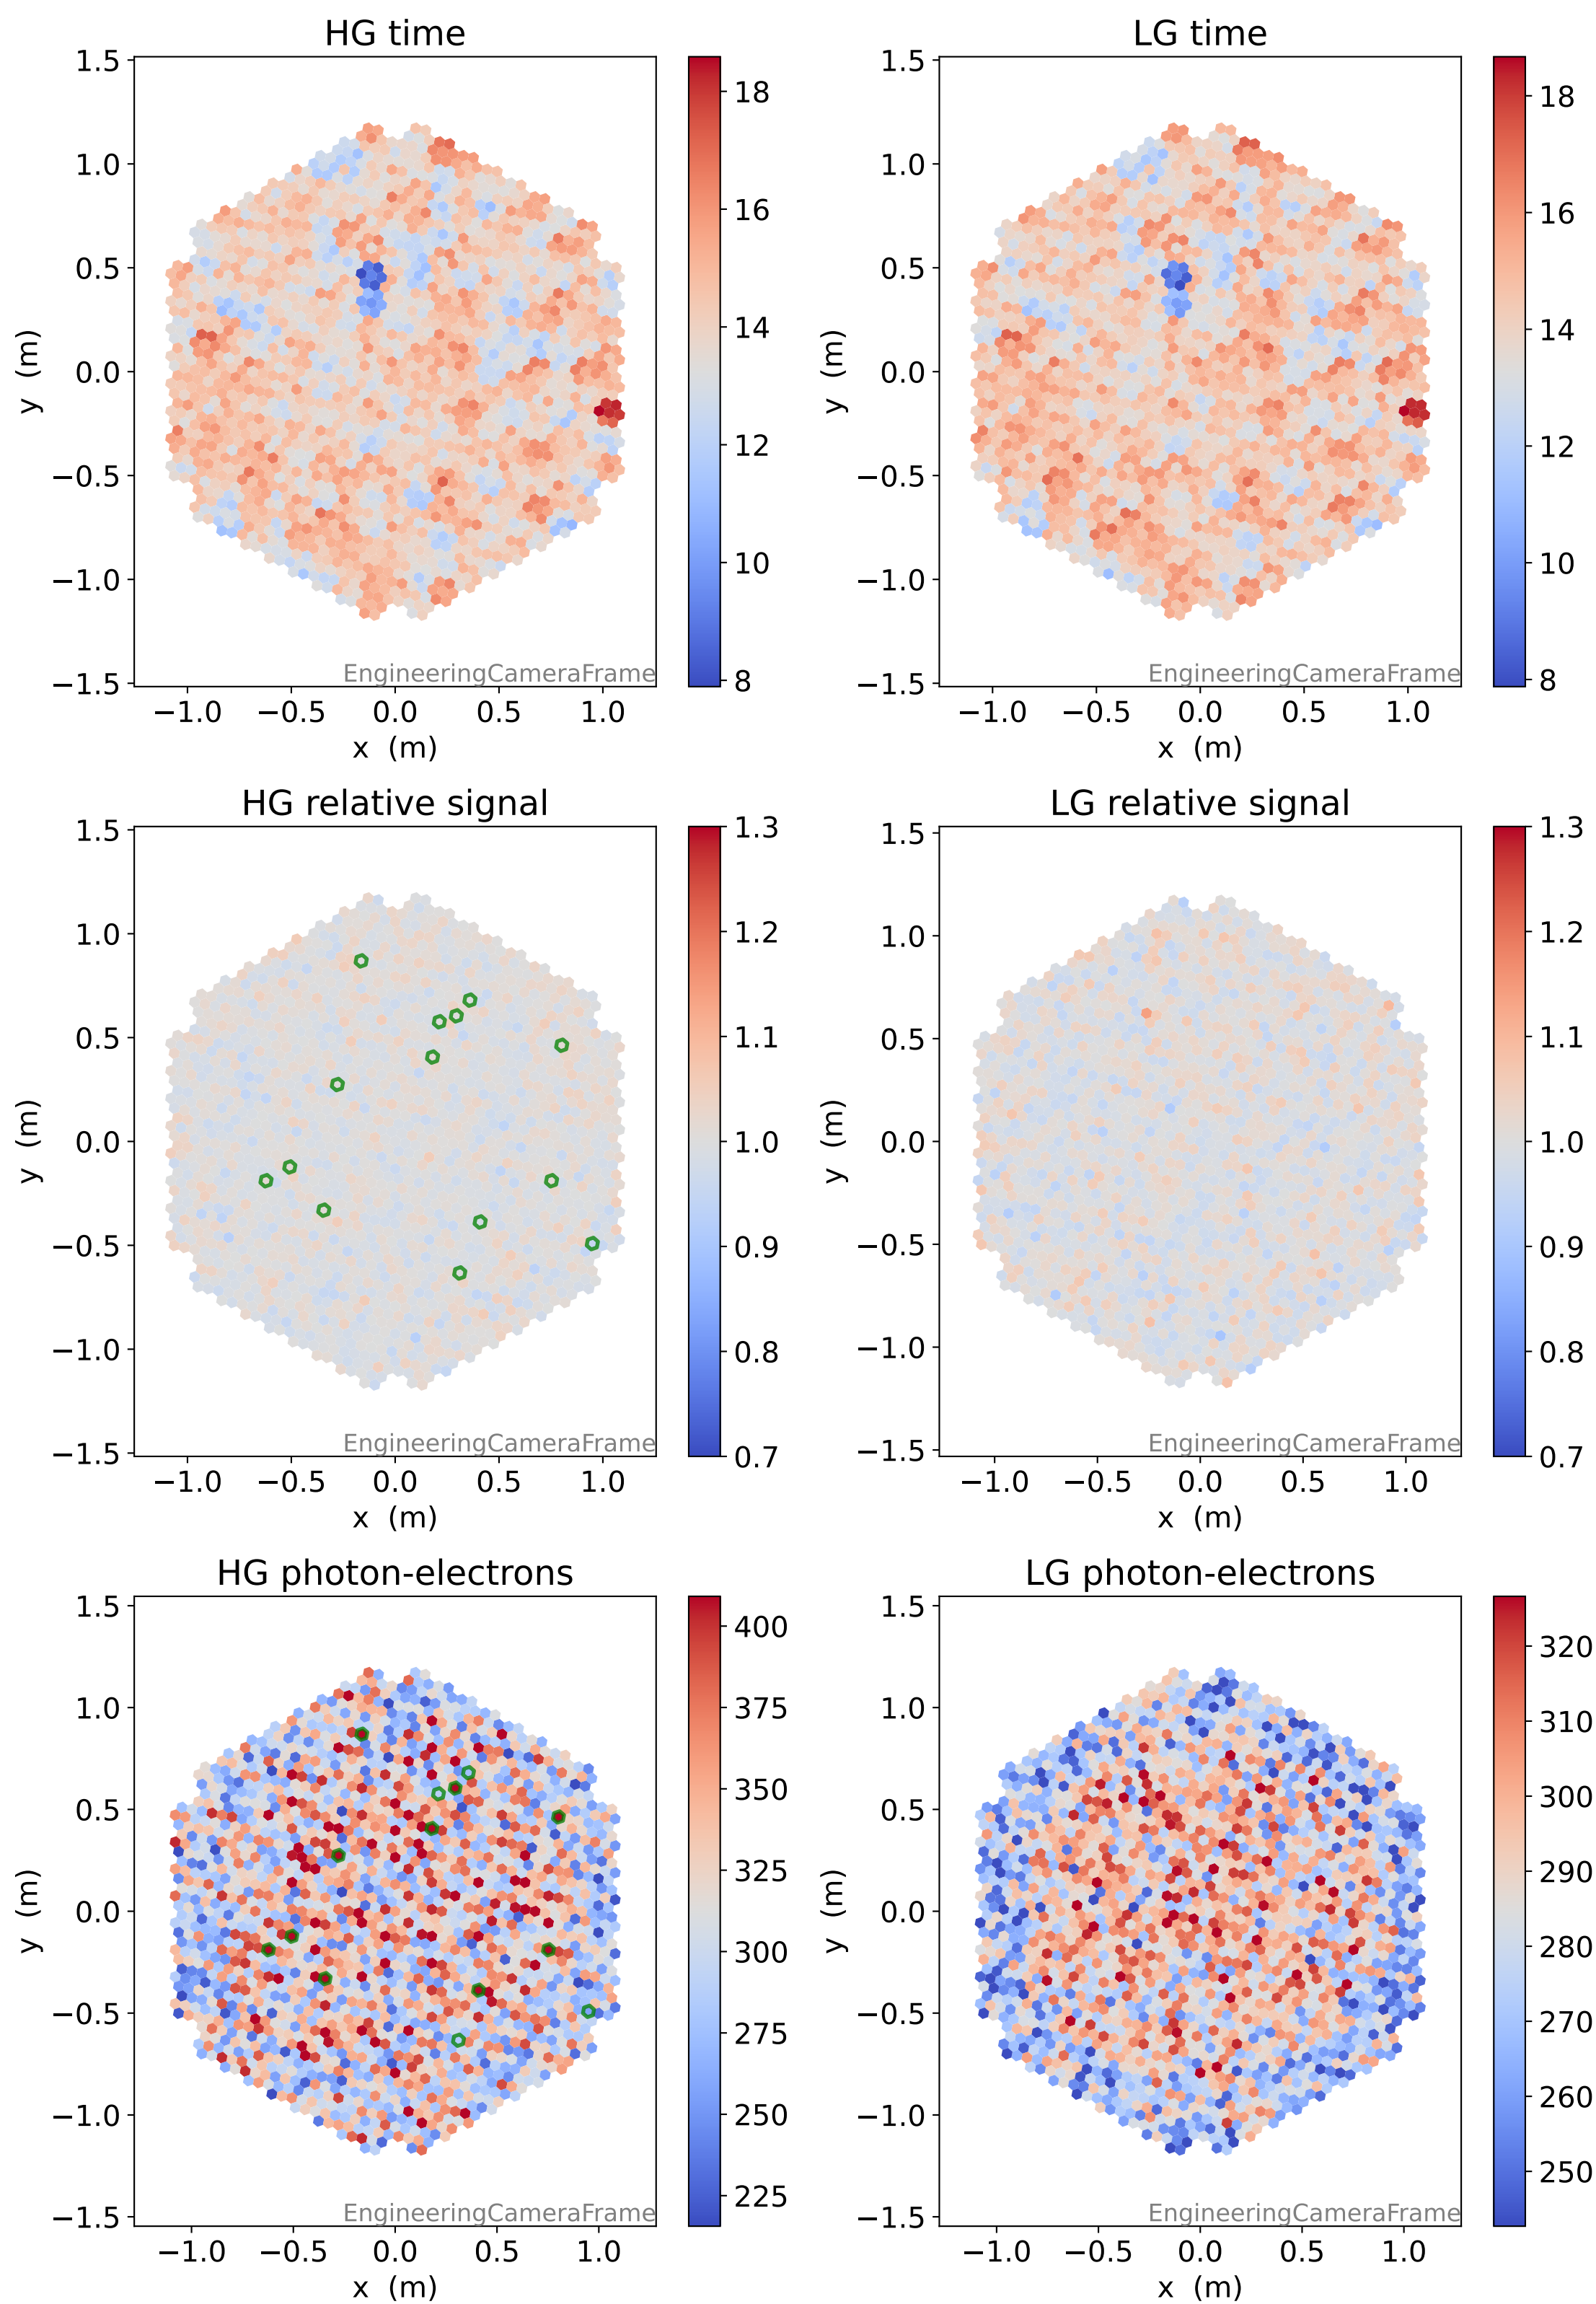 HG time
LG time
1.5
1.0
0.5
0.0
−0.5
−1.0
−1.5
y (m)
EngineeringCameraFrame
−1.0 −0.5 0.0 0.5 1.0
x (m)
18
16
14
12
10
8
1.5
1.0
0.5
0.0
−0.5
−1.0
−1.5
y (m)
EngineeringCameraFrame
−1.0 −0.5 0.0 0.5 1.0
x (m)
18
16
14
12
10
8
HG relative signal
LG relative signal
1.5
1.0
0.5
0.0
−0.5
−1.0
−1.5
y (m)
EngineeringCameraFrame
−1.0 −0.5 0.0 0.5 1.0
x (m)
1.3
1.2
1.1
1.0
0.9
0.8
0.7
1.5
1.0
0.5
0.0
−0.5
−1.0
−1.5
y (m)
EngineeringCameraFrame
−1.0 −0.5 0.0 0.5 1.0
x (m)
1.3
1.2
1.1
1.0
0.9
0.8
0.7
HG photon-electrons
LG photon-electrons
1.5
1.0
0.5
0.0
−0.5
−1.0
−1.5
y (m)
EngineeringCameraFrame
−1.0 −0.5 0.0 0.5 1.0
x (m)
400
375
350
325
300
275
250
225
1.5
1.0
0.5
0.0
−0.5
−1.0
−1.5
y (m)
EngineeringCameraFrame
−1.0 −0.5 0.0 0.5 1.0
x (m)
320
310
300
290
280
270
260
250